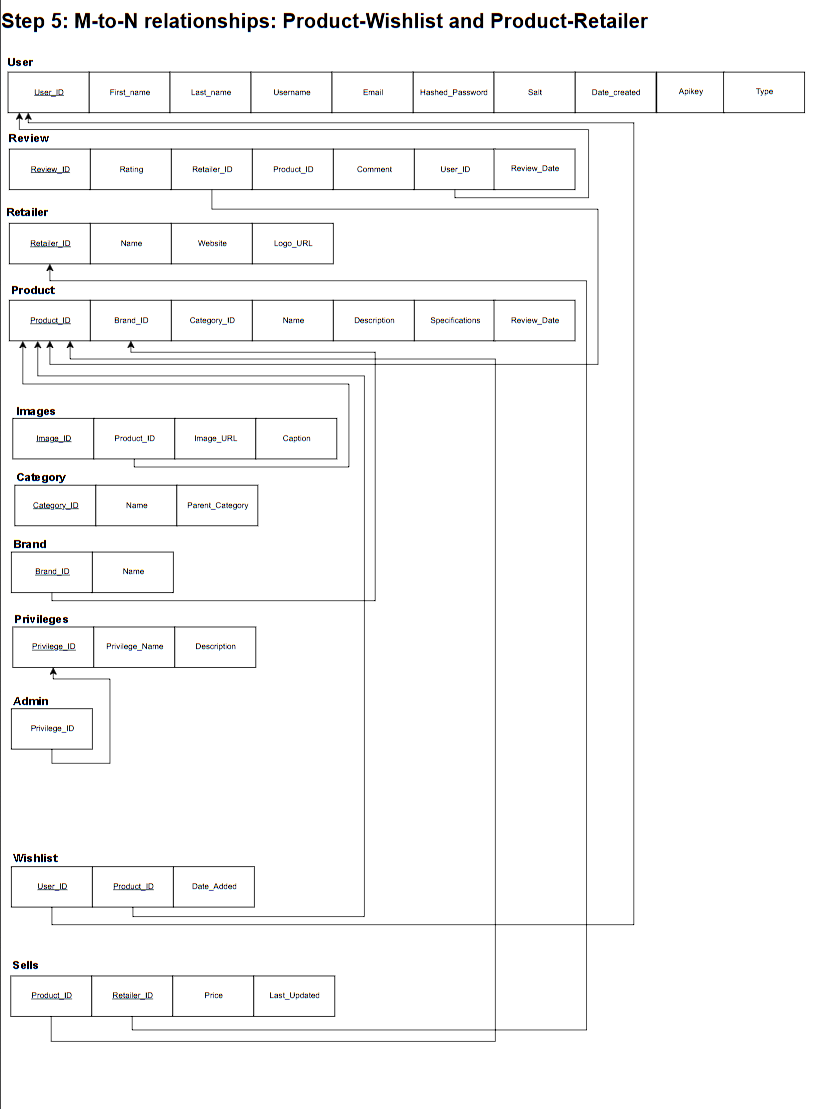 Step 5: M-to-N relationships: Product-Wishlist and Product-Retailer
User
User_ID First_name Last_name Username Email Hashed_Password Salt Date_created Apikey Type
Review
Review_ID Rating Retailer_ID Product_ID Comment User_ID Review_Date
Retailer
Retailer_ID Name Website Logo_URL
Product
Product_ID Brand_ID Category_ID Name Description Specifications Review_Date
Images
Image_ID Product_ID Image_URL Caption
Category
Category_ID Name Parent_Category
Brand
Brand_ID Name
Privileges
Privilege_ID Privilege_Name Description
Admin
Privilege_ID
Wishlist
User_ID Product_ID Date_Added
Sells
Product_ID Retailer_ID Price Last_Updated